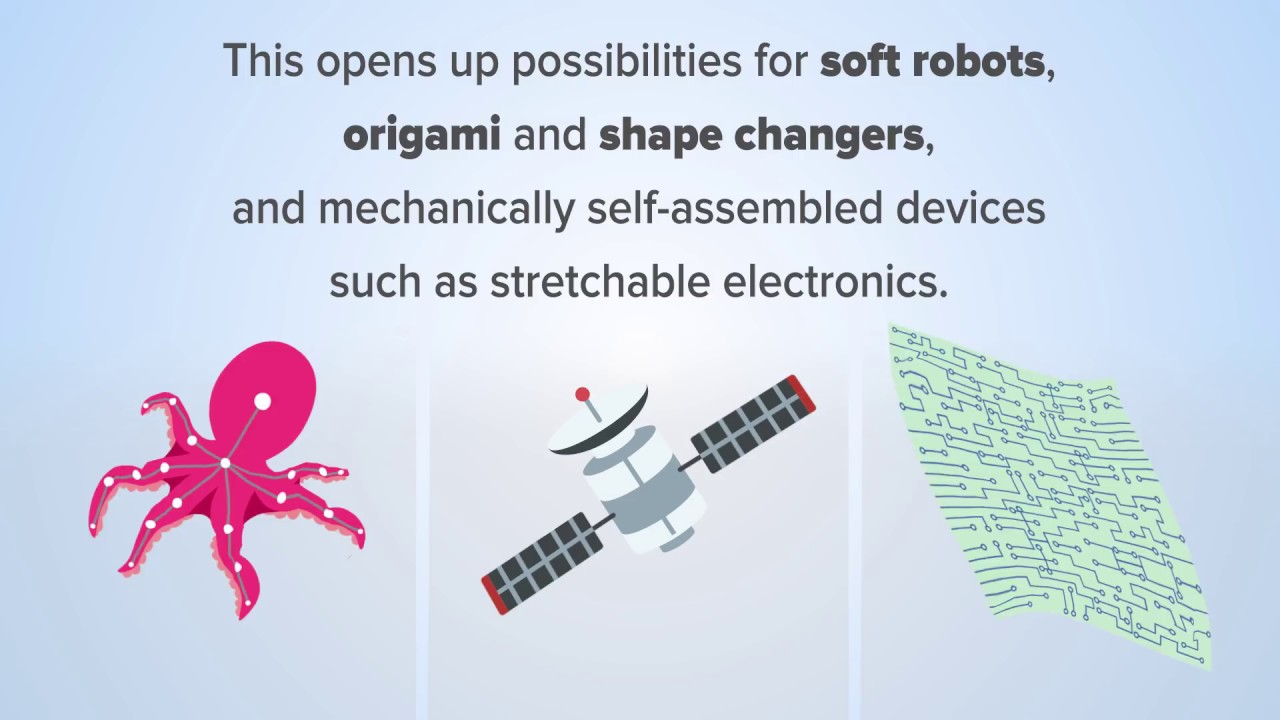 This opens up possibilities for soft robots,
origami and shape changers,
and mechanically self-assembled devices
such as stretchable electronics.